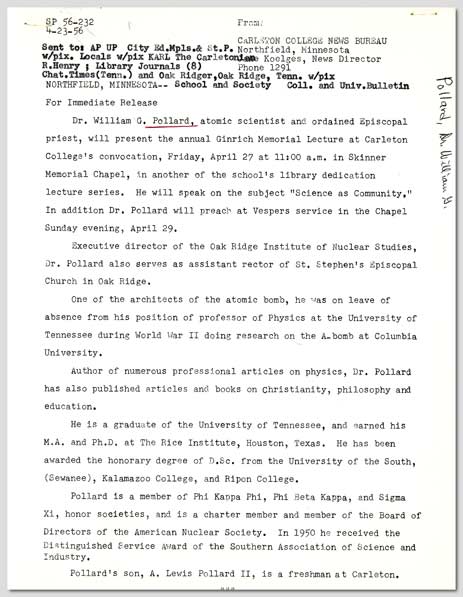 SP 56-232
4-23-56
From:
CARLETON COLLEGE NEWS BUREAU
Sent to: AP UP City Ed.Mpls.& St.P. Northfield, Minnesota
w/pix. Locals w/pix KARL The Carletonian Koelges, News Director
R.Henry ; Library Journals (8) Phone 1291
Chat.Times(Tenn.) and Oak Ridger,Oak Ridge, Tenn. w/pix
NORTHFIELD, MINNESOTA-- School and Society Coll. and Univ.Bulletin
Pollard, Dr. William G.
For Immediate Release
Dr. William G. Pollard, atomic scientist and ordained Episcopal
priest, will present the annual Ginrich Memorial Lecture at Carleton
College's convocation, Friday, April 27 at 11:00 a.m. in Skinner
Memorial Chapel, in another of the school's library dedication
lecture series. He will speak on the subject "Science as Community."
In addition Dr. Pollard will preach at Vespers service in the Chapel
Sunday evening, April 29.
Executive director of the Oak Ridge Institute of Nuclear Studies,
Dr. Pollard also serves as assistant rector of St. Stephen's Episcopal
Church in Oak Ridge.
One of the architects of the atomic bomb, he was on leave of
absence from his position of professor of Physics at the University of
Tennessee during World War II doing research on the A-bomb at Columbia
University.
Author of numerous professional articles on physics, Dr. Pollard
has also published articles and books on Christianity, philosophy and
education.
He is a graduate of the University of Tennessee, and earned his
M.A. and Ph.D. at The Rice Institute, Houston, Texas. He has been
awarded the honorary degree of D.Sc. from the University of the South,
(Sewanee), Kalamazoo College, and Ripon College.
Pollard is a member of Phi Kappa Phi, Phi Beta Kappa, and Sigma
Xi, honor societies, and is a charter member and member of the Board of
Directors of the American Nuclear Society. In 1950 he received the
Distinguished Service Award of the Southern Association of Science and
Industry.
Pollard's son, A. Lewis Pollard II, is a freshman at Carleton.